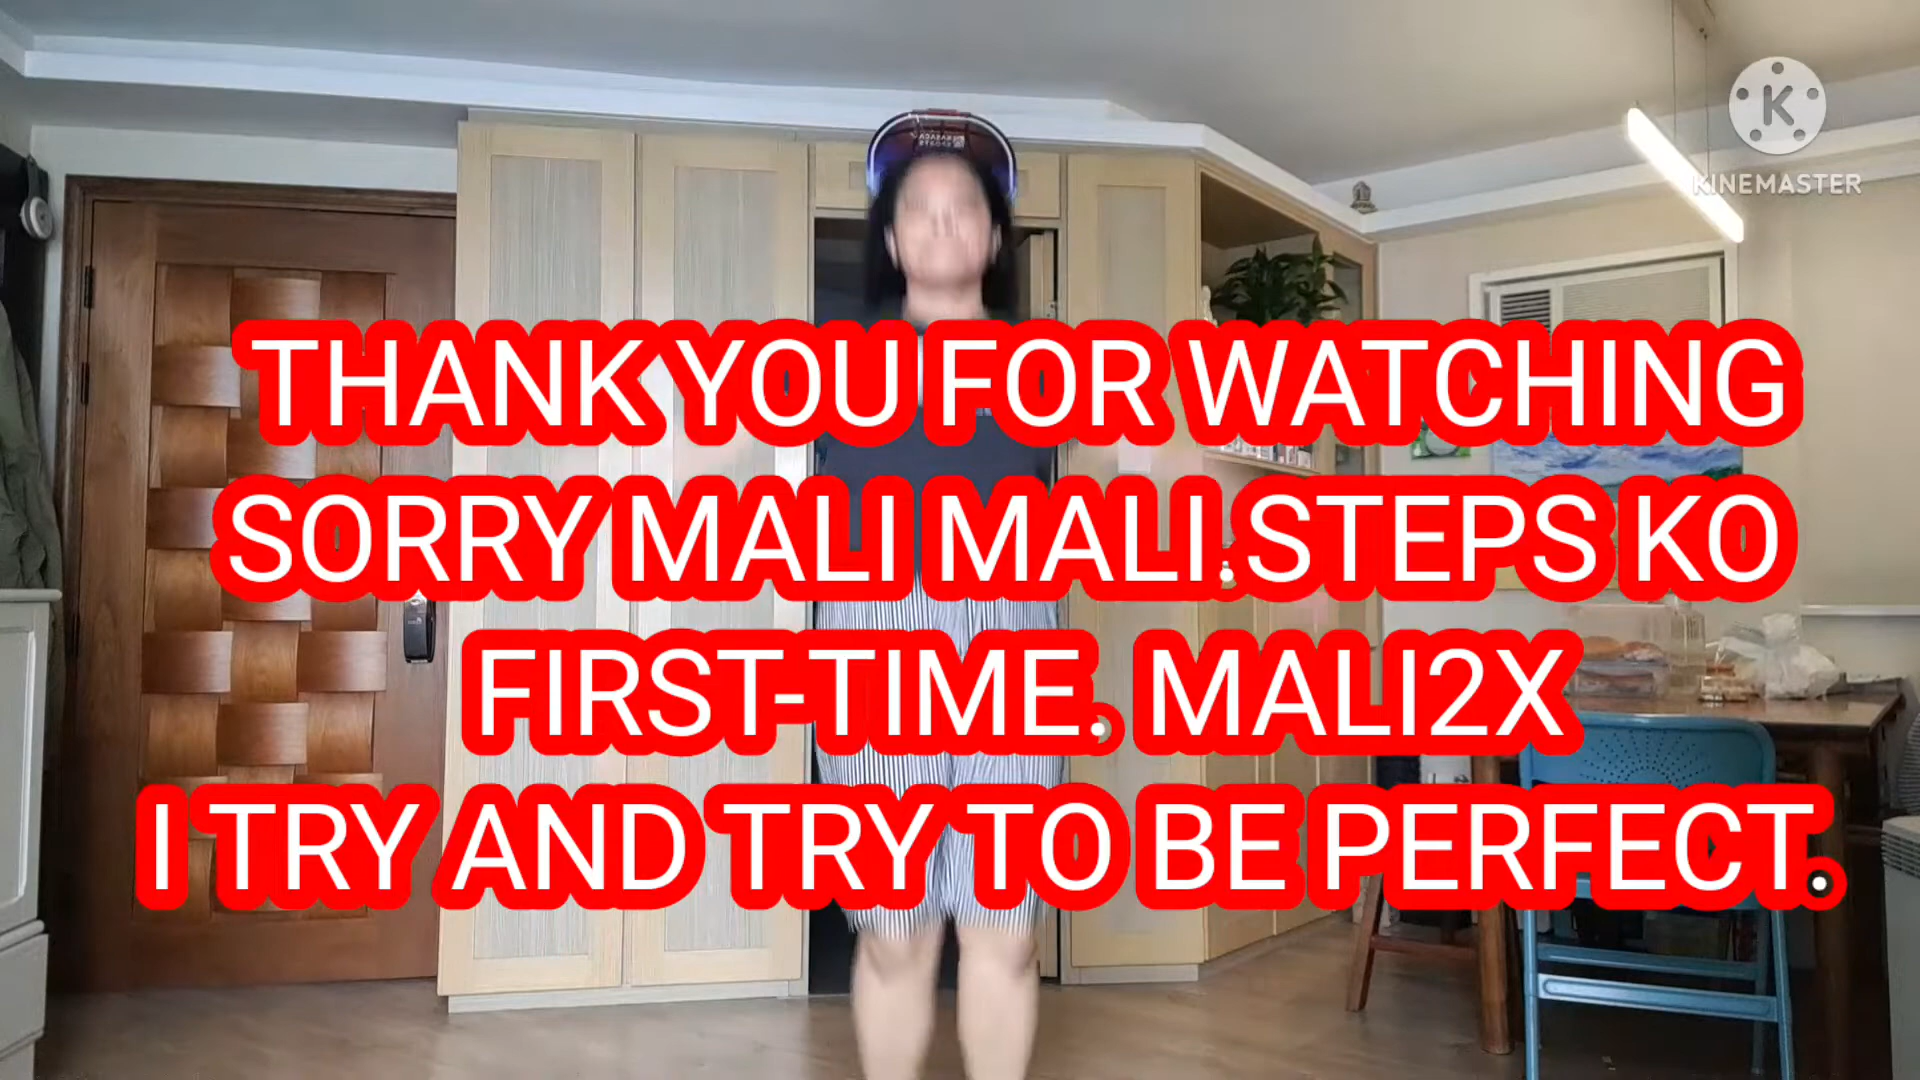 KINEMASTER
THANK YOU FOR WATCHING
SORRY MALI MALI.STEPS KO
FIRST-TIME. MALI2X
I TRY AND TRY TO BE PERFECT.